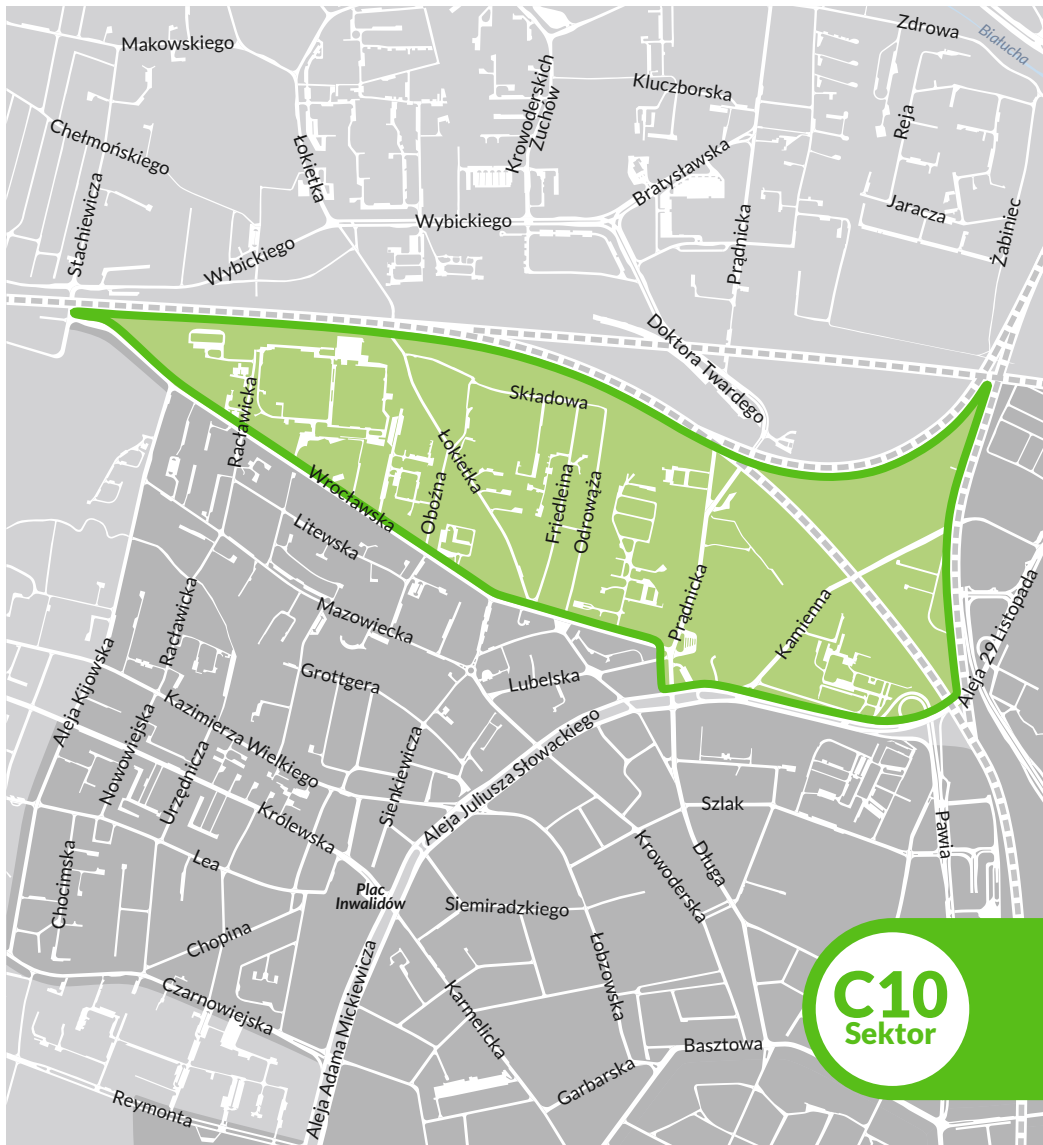 Makowskiego
Zdrowa
Białucha
Kluczborska
Krowoderskich
Zuchów
Reja
Chełmońskiego
Łokietka
Bratysławska
Stachiewicza
Wybickiego
Wybickiego
Prądnicka
Jaracza
Żabiniec
Doktora Twardego
Składowa
Racławicka
Łokietka
Wrocławska
Oboźna
Friedleina
Odrowąża
Litewska
Mazowiecka
Prądnicka
Kamienna
Aleja 29 Listopada
Racławicka
Grottgera
Lubelska
Aleja Kijowska
Nowowiejska
Kazimierza Wielkiego
Urzędnicza
Sienkiewicza
Aleja Juliusza Słowackiego
Królewska
Szlak
Pawia
Lea
Chocimska
Plac
Inwalidów
Siemiradzkiego
Krowoderska
Długa
Chopina
Łobzowska
Czarnowiejska
Karmelicka
Aleja Adama Mickiewicza
Basztowa
Garbarska
Reymonta
C10
Sektor